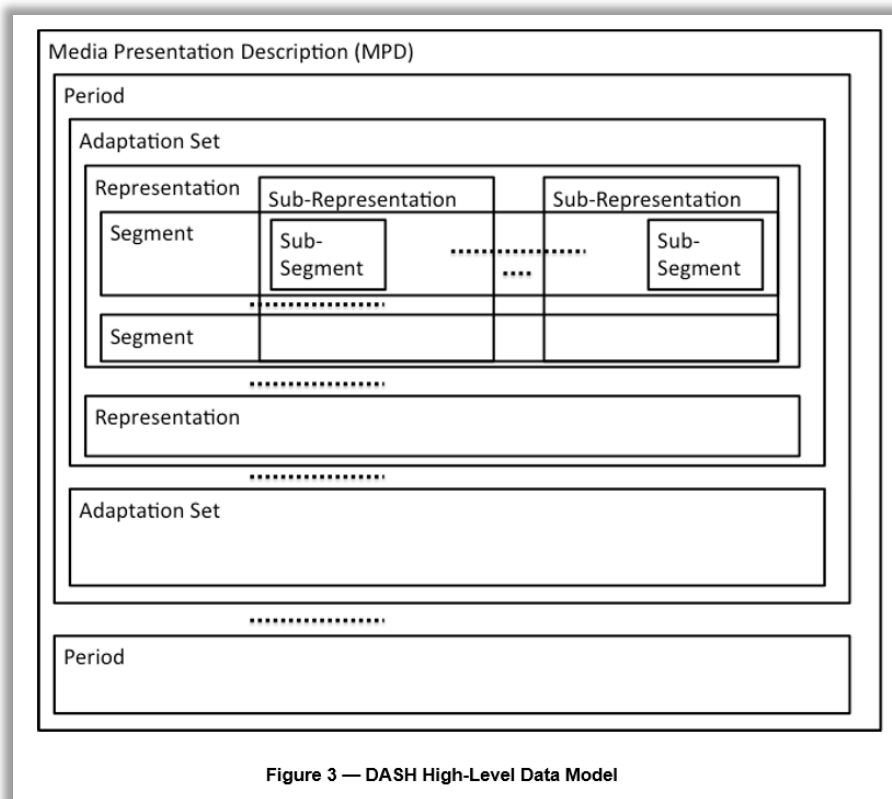 Media Presentation Description (MPD)
Period
Adaptation Set
Representation
Sub-Representation
Sub-Representation
Segment
Sub-
Segment
Sub-
Segment
Segment
Representation
Adaptation Set
Period
Figure 3 — DASH High-Level Data Model